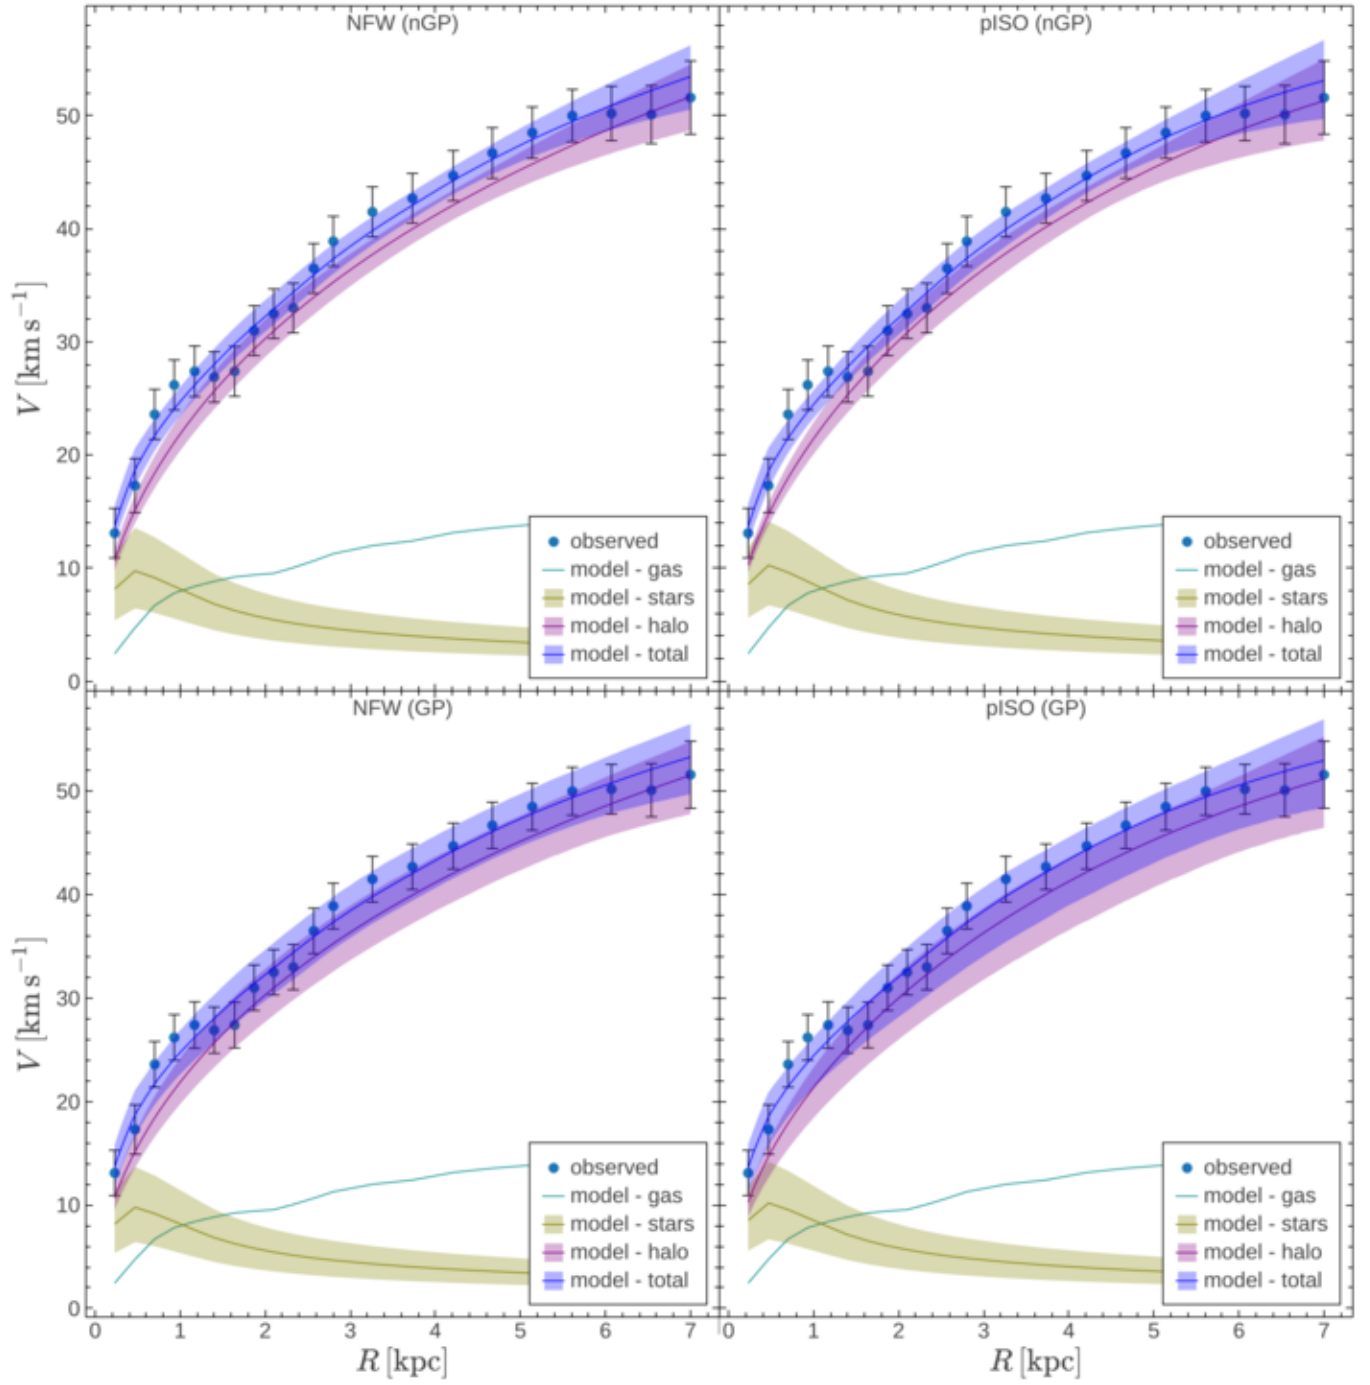 NFW (nGP)
pISO (nGP)
50
40
30
20
10
0
V [km s⁻¹]
observed
model - gas
model - stars
model - halo
model - total
observed
model - gas
model - stars
model - halo
model - total
NFW (GP)
pISO (GP)
50
40
30
20
10
0
V [km s⁻¹]
observed
model - gas
model - stars
model - halo
model - total
observed
model - gas
model - stars
model - halo
model - total
0 1 2 3 4 5 6 7
0 1 2 3 4 5 6 7
R [kpc]
R [kpc]